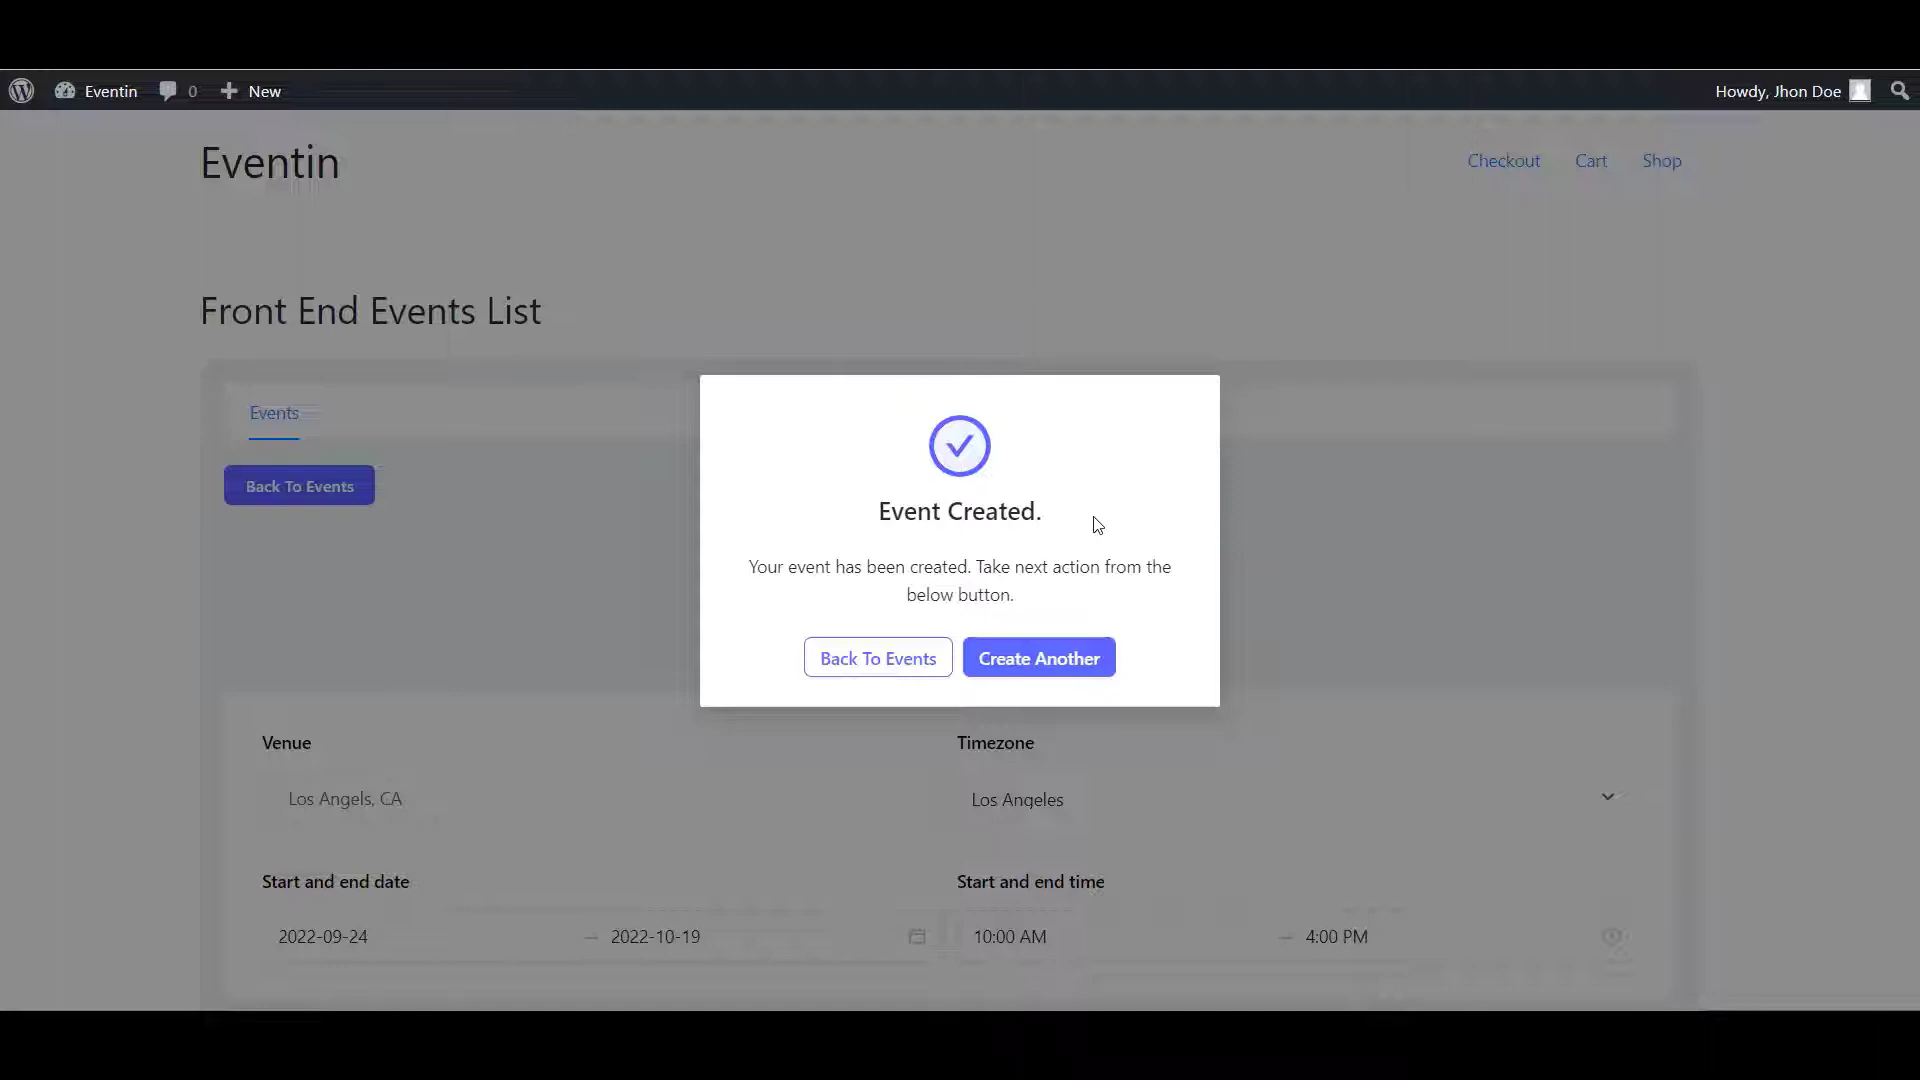 Eventin 0 New Howdy, Jhon Doe
Eventin
Checkout Cart Shop
Front End Events List
Events
Back To Events
Event Created.
Your event has been created. Take next action from the
below button.
Back To Events Create Another
Venue Timezone
Los Angels, CA Los Angeles
Start and end date Start and end time
2022-09-24 2022-10-19 10:00 AM 4:00 PM